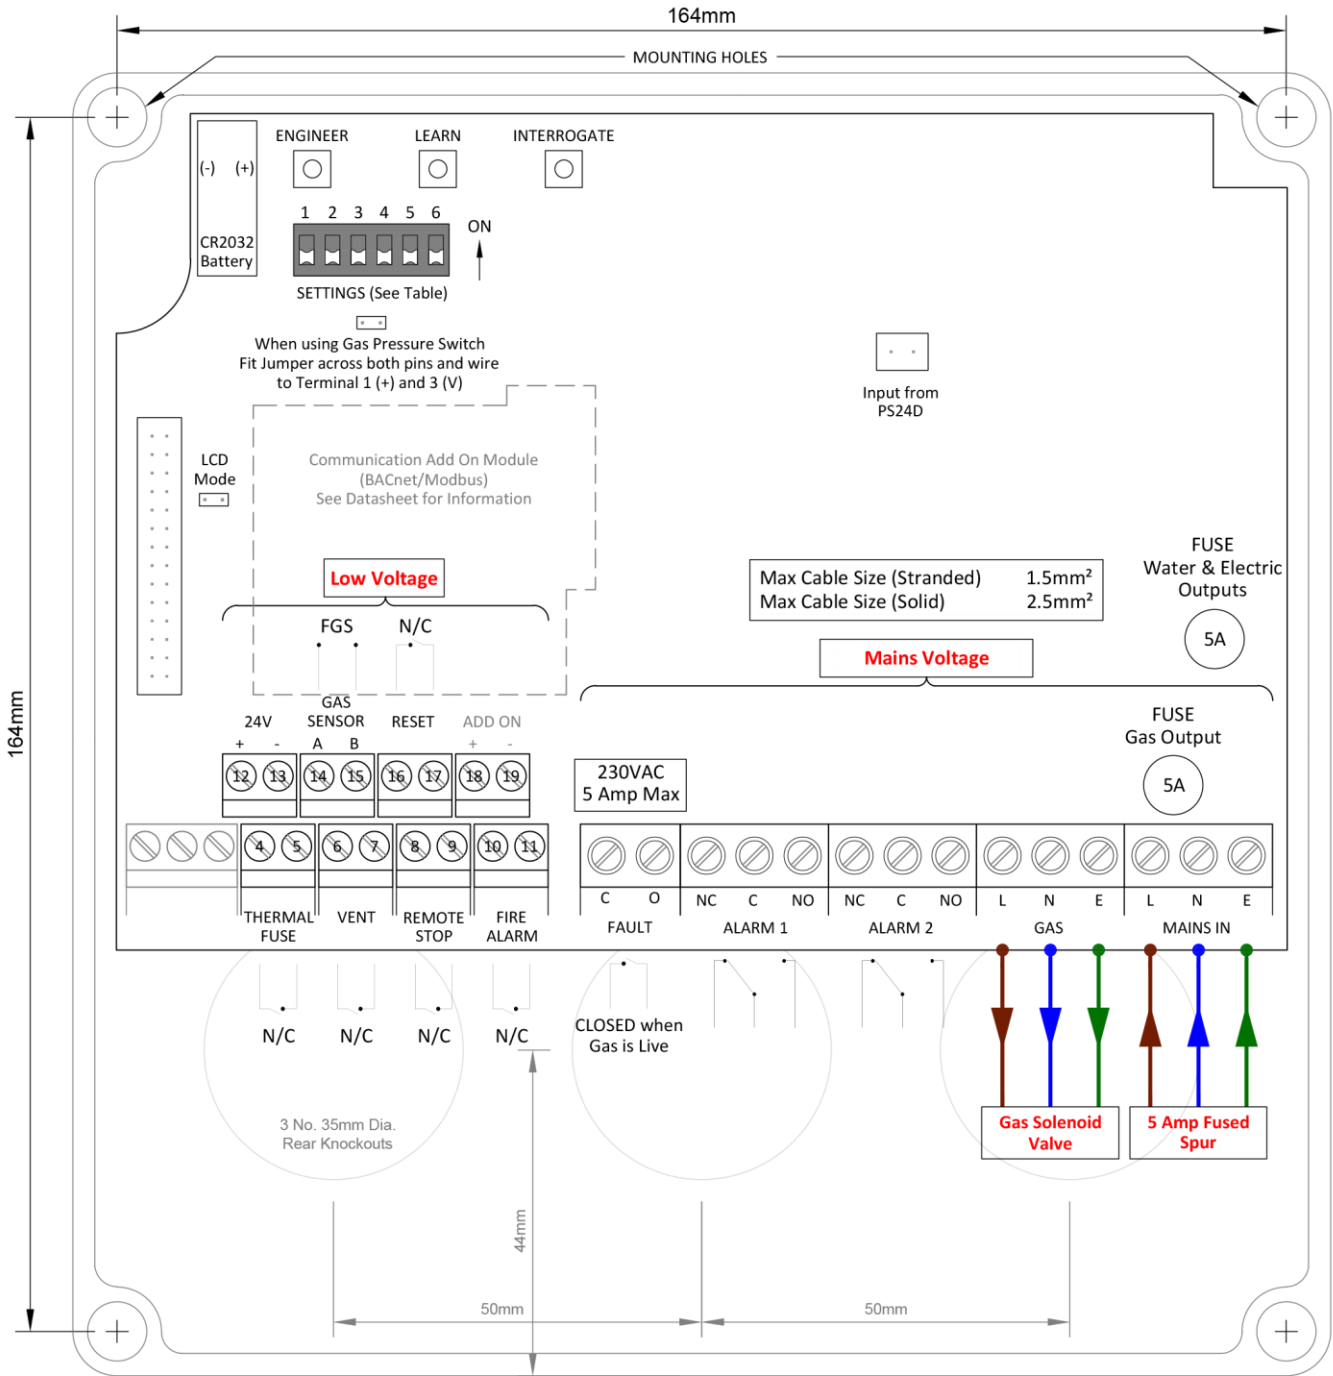 164mm
MOUNTING HOLES
ENGINEER
LEARN
INTERROGATE
(-) (+)
CR2032
Battery
1 2 3 4 5 6
ON
SETTINGS (See Table)
When using Gas Pressure Switch
Fit Jumper across both pins and wire
to Terminal 1 (+) and 3 (V)
Input from
PS24D
LCD
Mode
Communication Add On Module
(BACnet/Modbus)
See Datasheet for Information
Low Voltage
FGS
N/C
Max Cable Size (Stranded) 1.5mm²
Max Cable Size (Solid) 2.5mm²
FUSE
Water & Electric
Outputs
5A
Mains Voltage
164mm
24V
GAS
SENSOR
RESET
ADD ON
+ - A B + -
12 13 14 15 16 17 18 19
FUSE
Gas Output
5A
230VAC
5 Amp Max
4 5 6 7 8 9 10 11
C O NC C NO NC C NO L N E L N E
THERMAL
FUSE
VENT
REMOTE
STOP
FIRE
ALARM
FAULT
ALARM 1
ALARM 2
GAS
MAINS IN
N/C
N/C
N/C
N/C
CLOSED when
Gas is Live
3 No. 35mm Dia.
Rear Knockouts
Gas Solenoid
Valve
5 Amp Fused
Spur
44mm
50mm
50mm